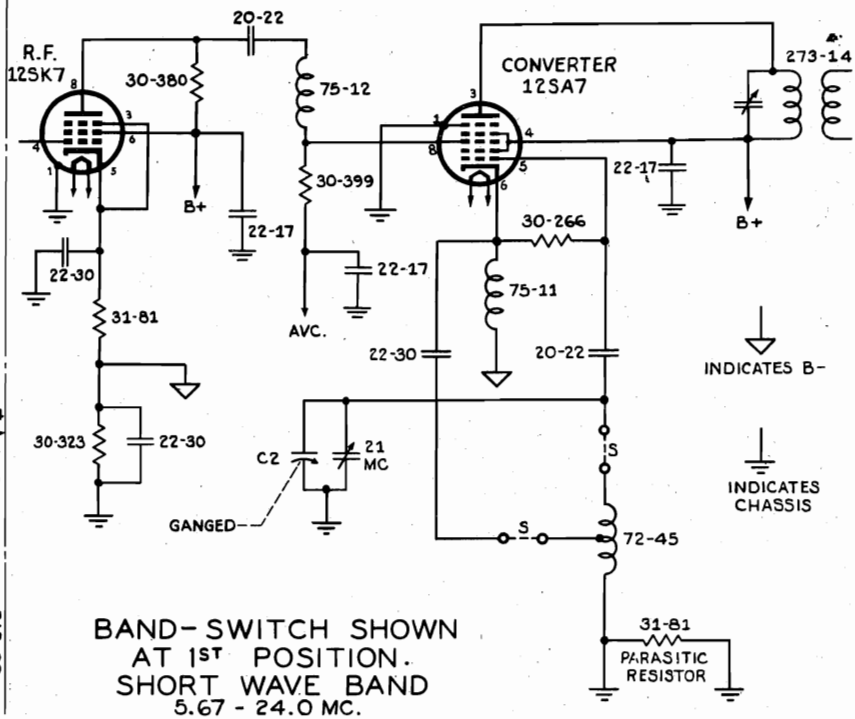 20-22
R.F.
12SK7
30-380
75-12
CONVERTER
12SA7
273-14
8
3
6
4
1
5
3
1
8
4
5
6
30-399
B+
22-17
22-17
B+
22-30
22-17
30-266
75-11
31-81
AVC.
22-30
20-22
INDICATES B-
30-323
22-30
C2
21
MC
S
GANGED
INDICATES
CHASSIS
S
72-45
BAND-SWITCH SHOWN
AT 1ST POSITION.
SHORT WAVE BAND
5.67 - 24.0 MC.
31-81
PARASITIC
RESISTOR